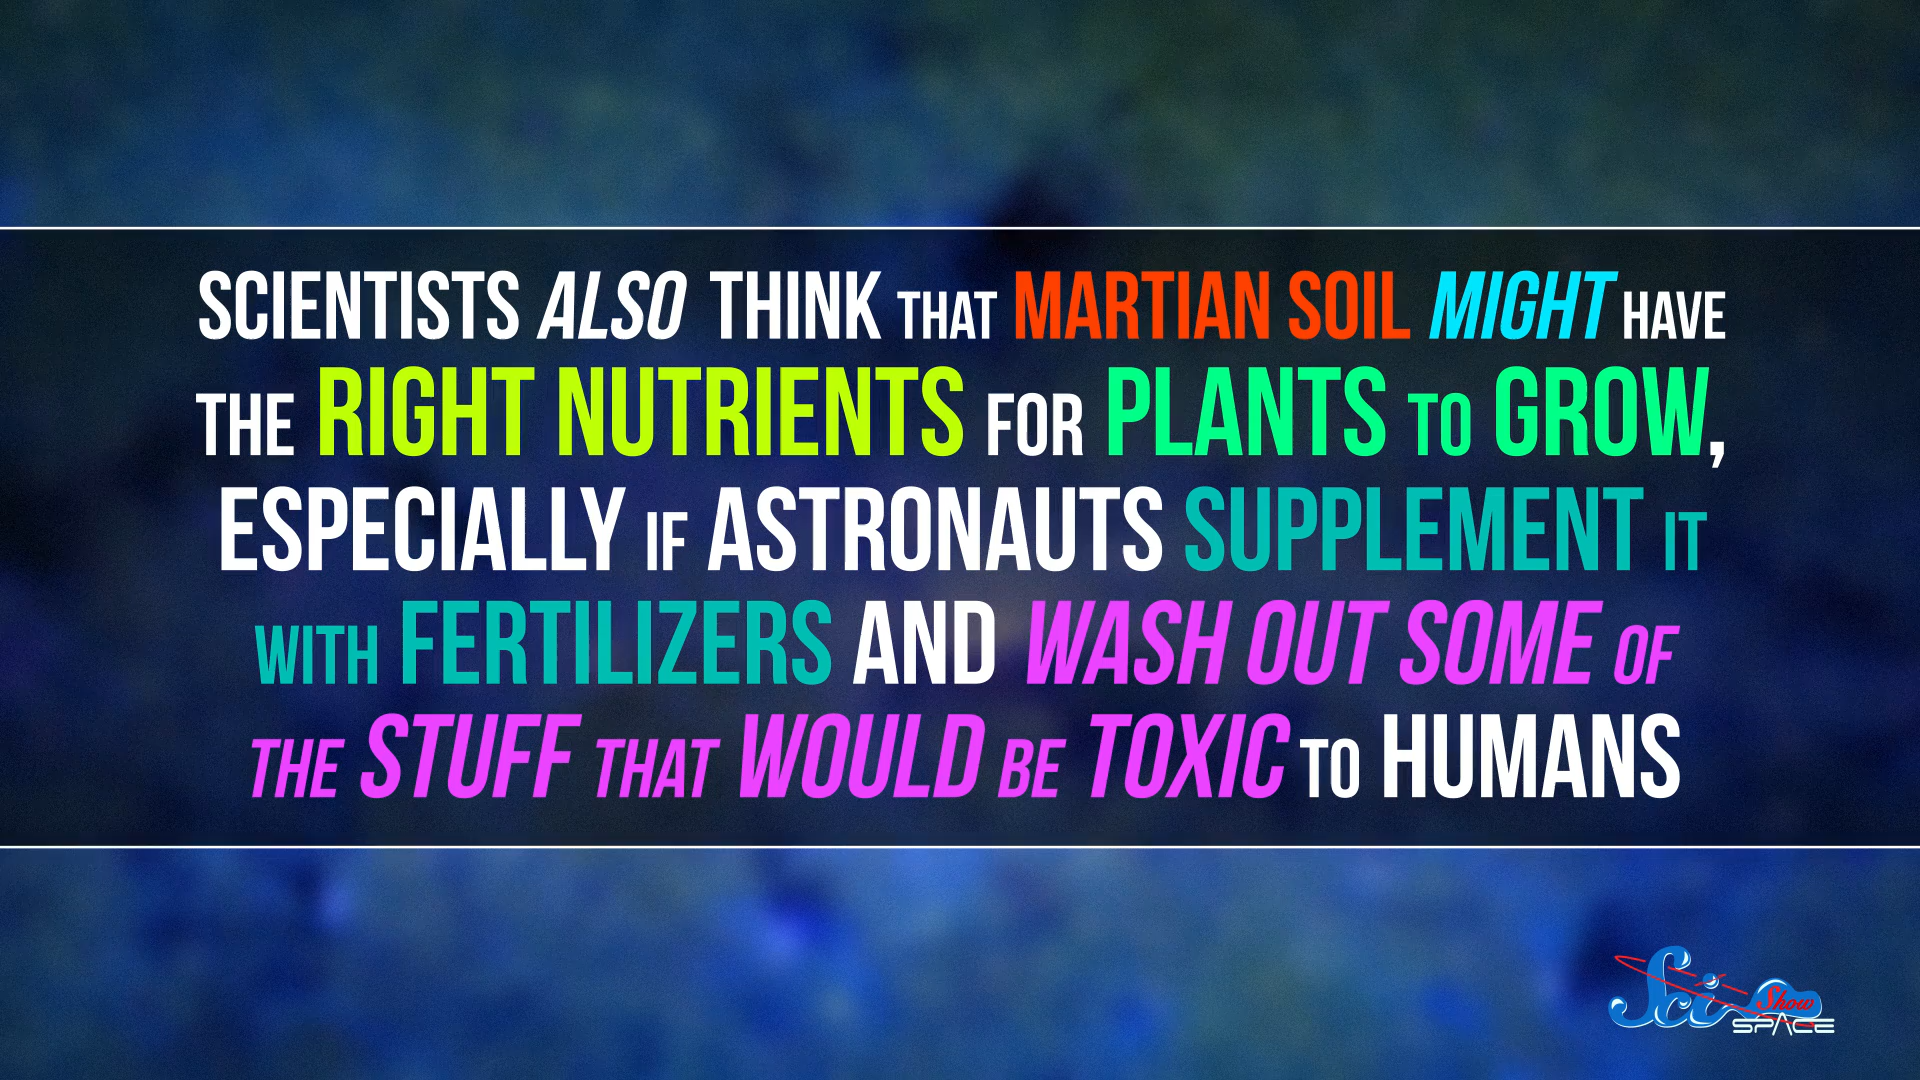 SCIENTISTS ALSO THINK THAT MARTIAN SOIL MIGHT HAVE
THE RIGHT NUTRIENTS FOR PLANTS TO GROW,
ESPECIALLY IF ASTRONAUTS SUPPLEMENT IT
WITH FERTILIZERS AND WASH OUT SOME OF
THE STUFF THAT WOULD BE TOXIC TO HUMANS
Sci Show
SPACE